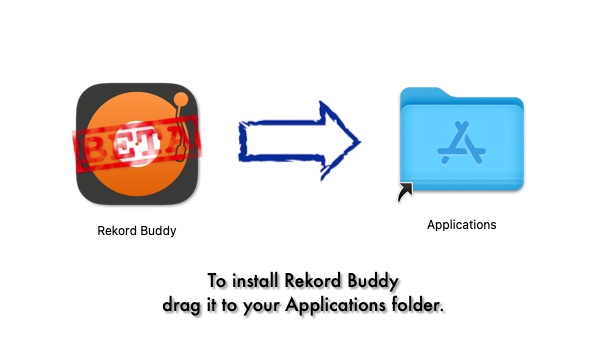 BETA
Rekord Buddy
Applications
To install Rekord Buddy
drag it to your Applications folder.